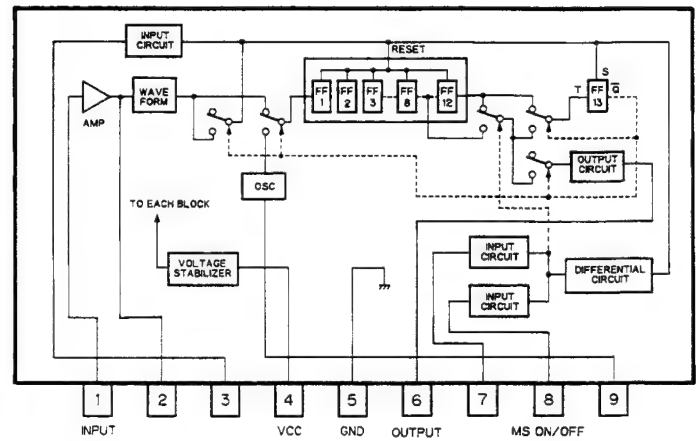 INPUT
CIRCUIT
RESET
S
AMP
WAVE
FORM
FF
1
FF
2
FF
3
FF
8
FF
12
T
FF
13
Q
OSC
OUTPUT
CIRCUIT
TO EACH BLOCK
VOLTAGE
STABILIZER
INPUT
CIRCUIT
INPUT
CIRCUIT
DIFFERENTIAL
CIRCUIT
1
2
3
4
5
6
7
8
9
INPUT
VCC
GND
OUTPUT
MS ON/OFF